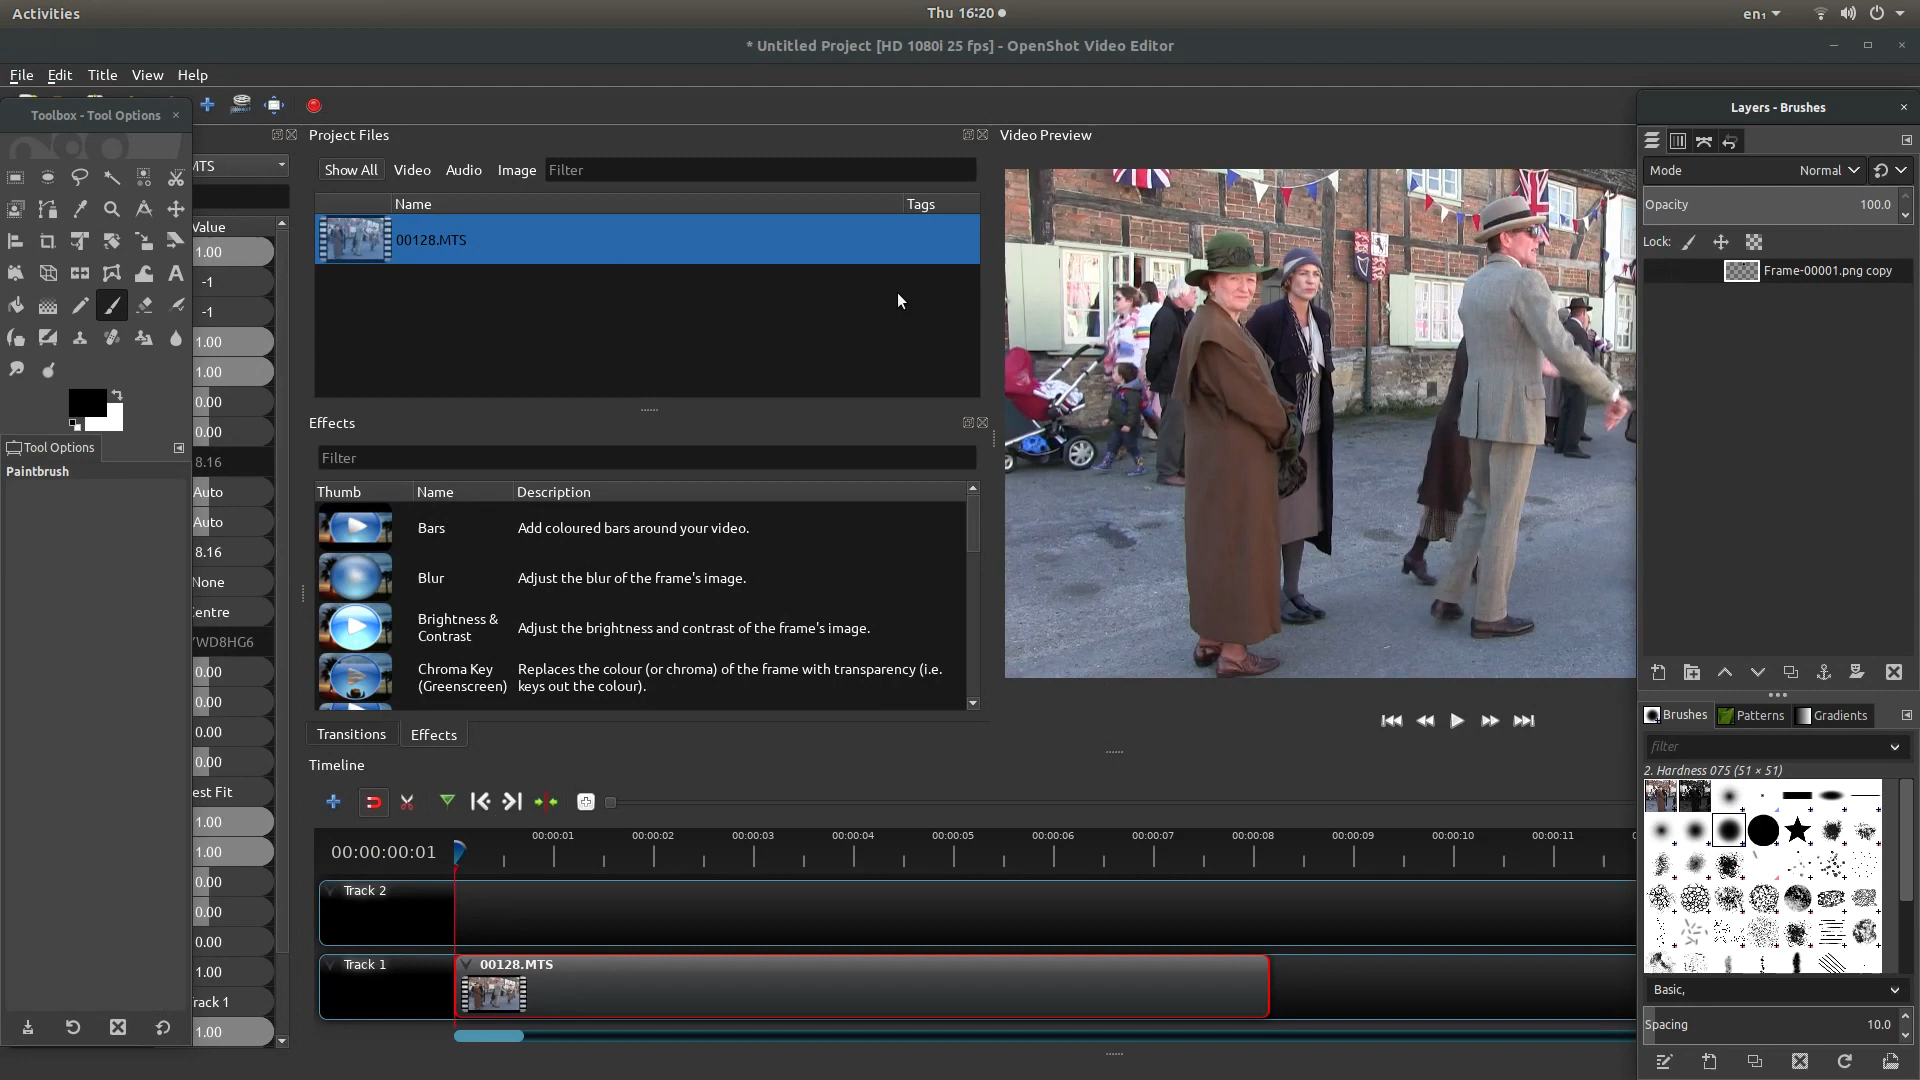 Activities
Thu 16:20
en₁
* Untitled Project [HD 1080i 25 fps] - OpenShot Video Editor
File Edit Title View Help
Toolbox - Tool Options
MTS
Value
1.00
-1
-1
1.00
1.00
0.00
0.00
8.16
Auto
Auto
8.16
None
Centre
YWD8HG6
0.00
0.00
0.00
0.00
est Fit
1.00
1.00
0.00
0.00
0.00
1.00
rack 1
1.00
Tool Options
Paintbrush
Project Files
Show All Video Audio Image Filter
Name Tags
00128.MTS
Effects
Filter
Thumb Name Description
Bars Add coloured bars around your video.
Blur Adjust the blur of the frame's image.
Brightness & Contrast Adjust the brightness and contrast of the frame's image.
Chroma Key Replaces the colour (or chroma) of the frame with transparency (i.e.
(Greenscreen) keys out the colour).
Transitions Effects
Video Preview
Timeline
00:00:00:01
00:00:01 00:00:02 00:00:03 00:00:04 00:00:05 00:00:06 00:00:07 00:00:08 00:00:09 00:00:10 00:00:11
Track 2
Track 1
00128.MTS
Layers - Brushes
Mode Normal
Opacity 100.0
Lock:
Frame-00001.png copy
Brushes Patterns Gradients
filter
2. Hardness 075 (51 × 51)
Basic,
Spacing 10.0